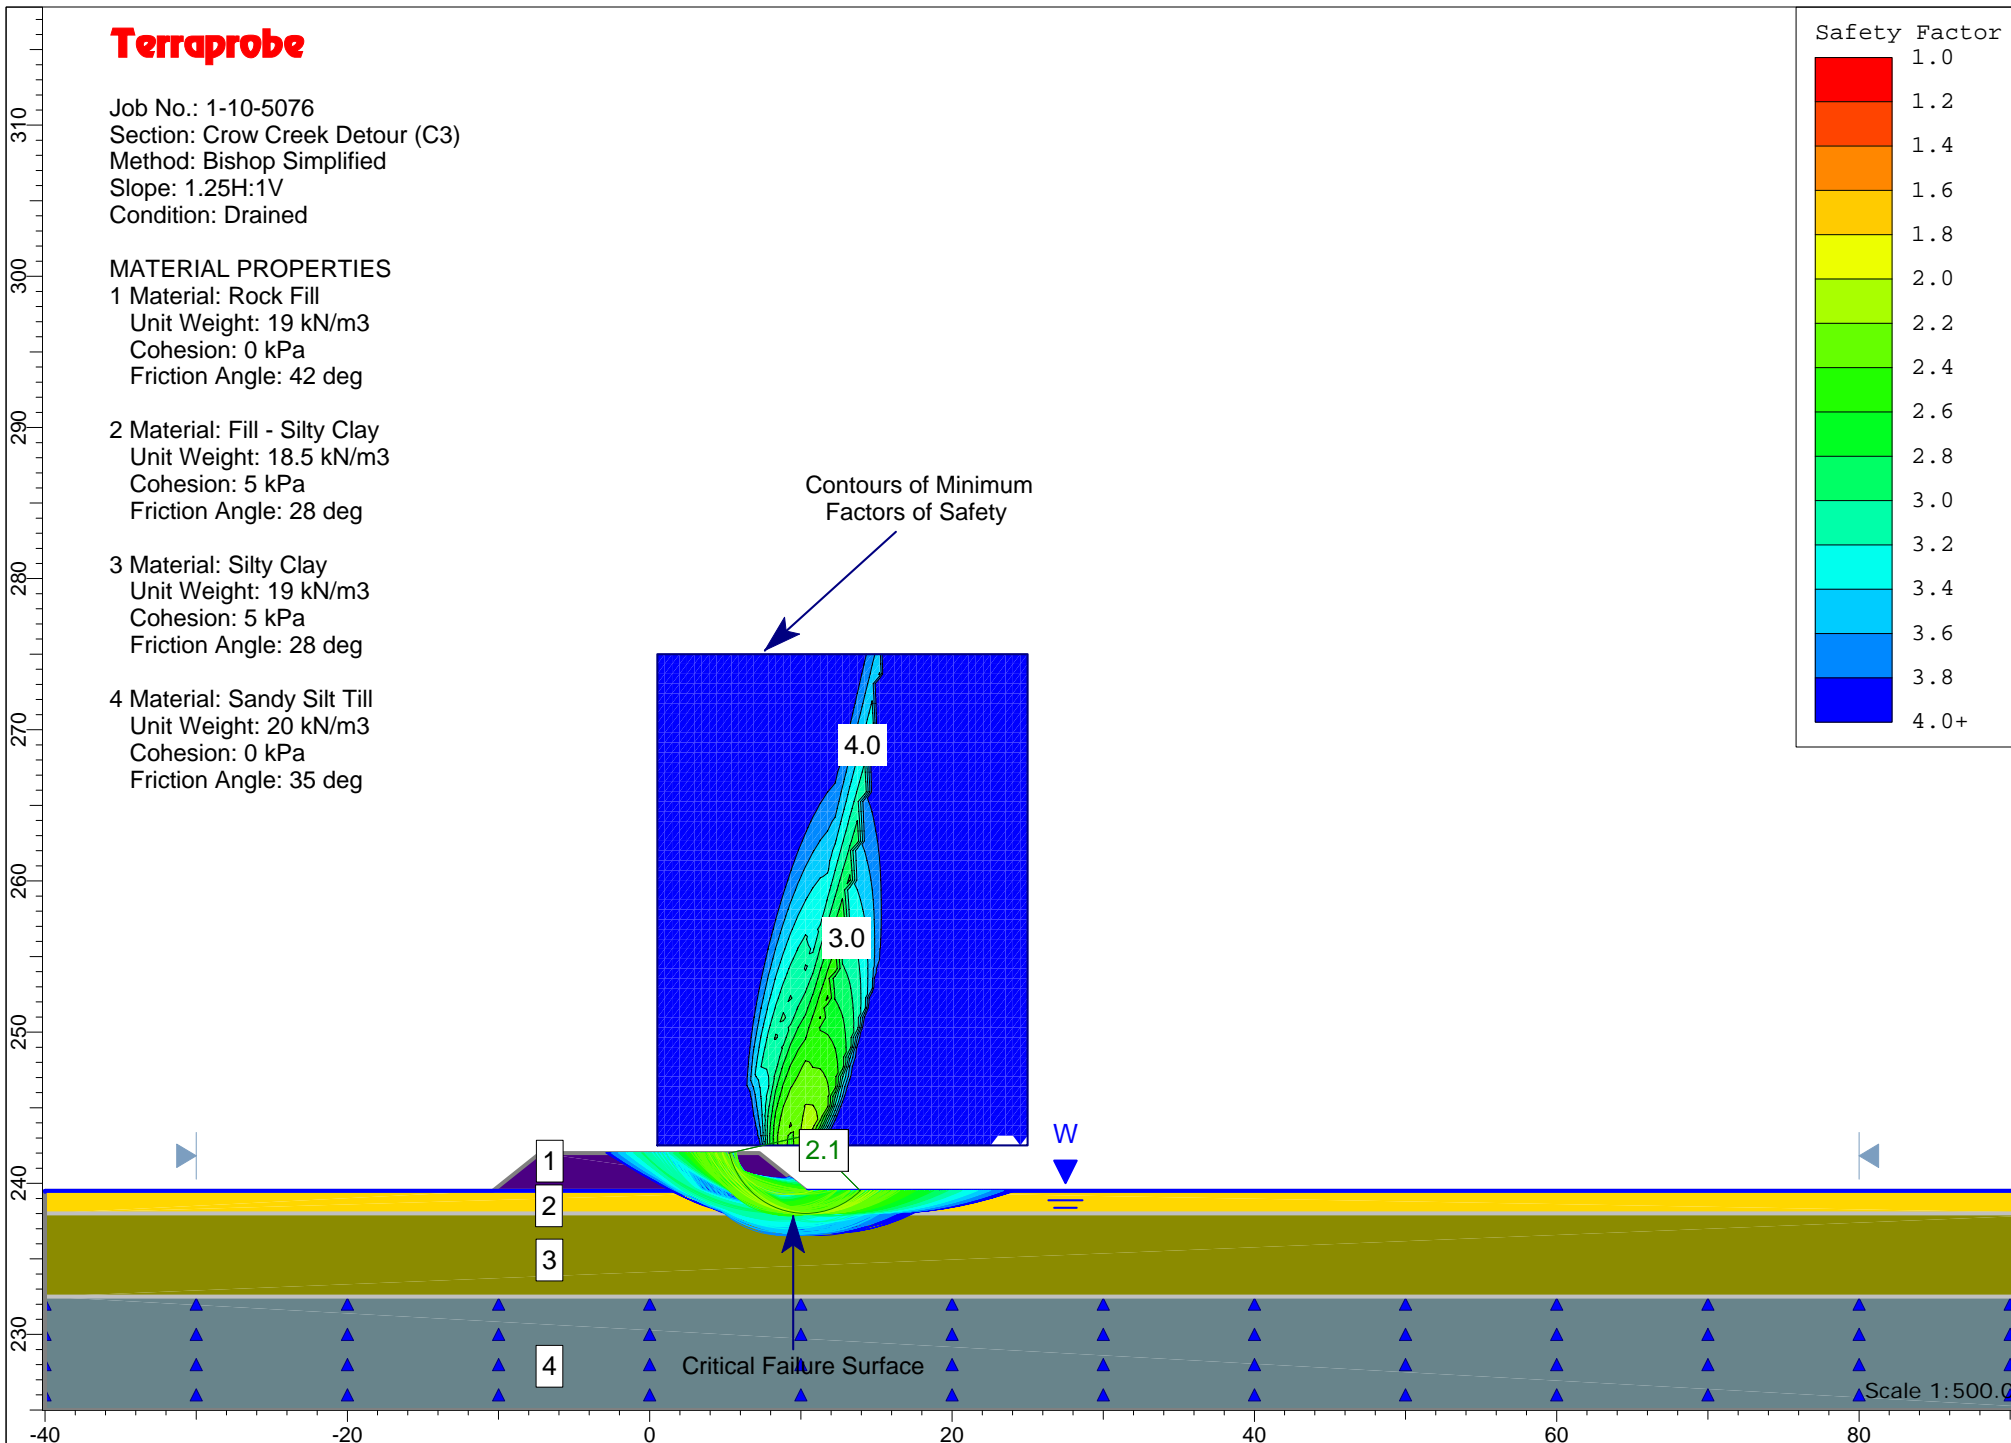 Terraprobe
Job No.: 1-10-5076
Section: Crow Creek Detour (C3)
Method: Bishop Simplified
Slope: 1.25H:1V
Condition: Drained
MATERIAL PROPERTIES
1 Material: Rock Fill
Unit Weight: 19 kN/m3
Cohesion: 0 kPa
Friction Angle: 42 deg
2 Material: Fill - Silty Clay
Unit Weight: 18.5 kN/m3
Cohesion: 5 kPa
Friction Angle: 28 deg
3 Material: Silty Clay
Unit Weight: 19 kN/m3
Cohesion: 5 kPa
Friction Angle: 28 deg
4 Material: Sandy Silt Till
Unit Weight: 20 kN/m3
Cohesion: 0 kPa
Friction Angle: 35 deg
Safety Factor
1.0
1.2
1.4
1.6
1.8
2.0
2.2
2.4
2.6
2.8
3.0
3.2
3.4
3.6
3.8
4.0+
Contours of Minimum
Factors of Safety
4.0
3.0
2.1
W
1
2
3
4
Critical Failure Surface
Scale 1:500.0
310
300
290
280
270
260
250
240
230
-40
-20
0
20
40
60
80